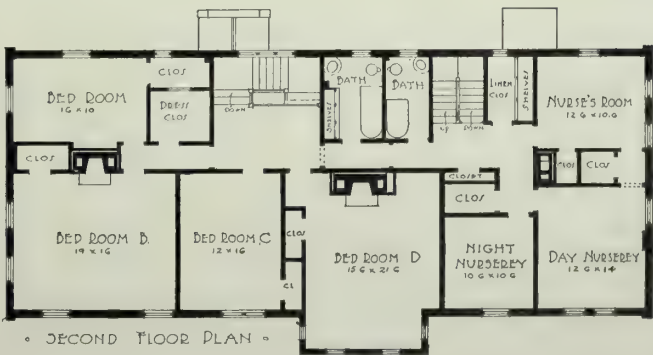 CLOS
BED ROOM
16 x 10
DRESS
CLOS
DOWN
SHELVES
BATH
BATH
UP
DOWN
LINEN
CLOS
SHELVES
NURSE'S ROOM
12 6 x 10.6
CLOS
CLOS
CLOS
CLOSET
CLOS
BED ROOM B.
19 x 16
BED ROOM C
12 x 16
CLOS
CL
BED ROOM D
15 6 x 21 6
NIGHT
NURSEREY
10 6 x 10 6
DAY NURSEREY
12 6 x 14
SECOND FLOOR PLAN